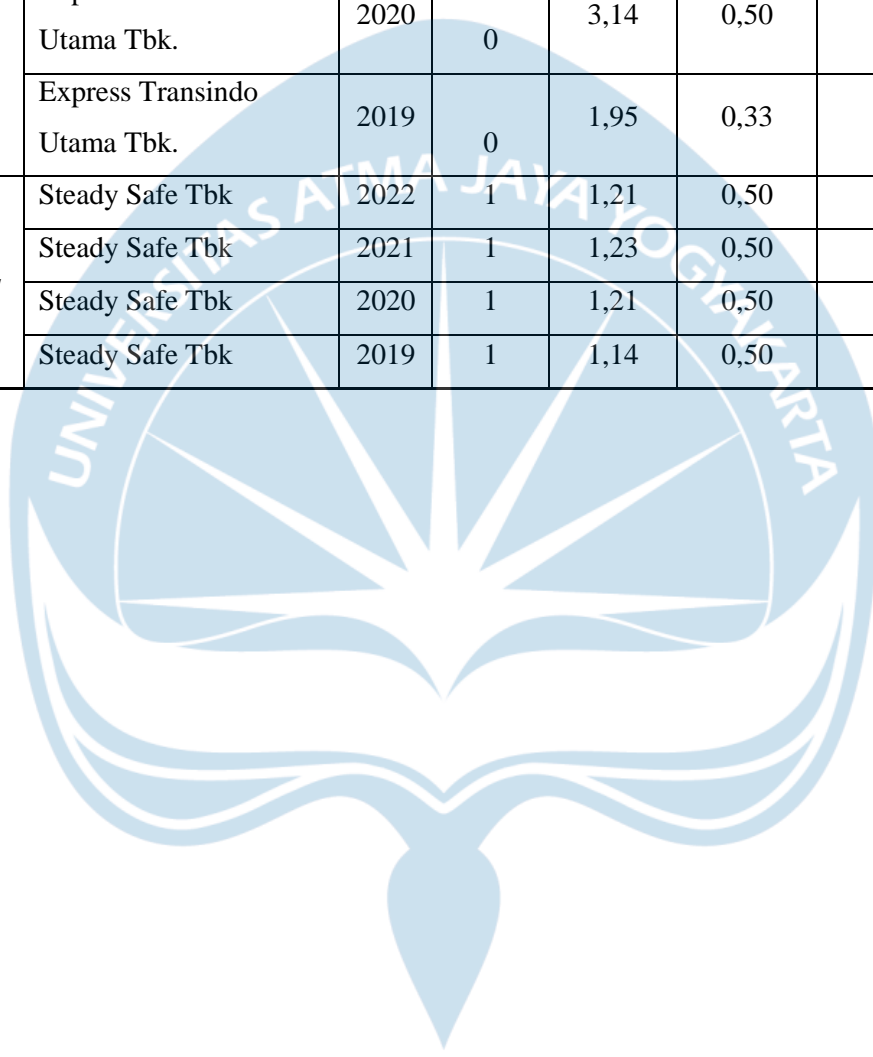 Utama Tbk. 2020 0 3,14 0,50
Express Transindo
Utama Tbk. 2019 0 1,95 0,33
Steady Safe Tbk 2022 1 1,21 0,50
Steady Safe Tbk 2021 1 1,23 0,50
Steady Safe Tbk 2020 1 1,21 0,50
Steady Safe Tbk 2019 1 1,14 0,50
UNIVERSITAS ATMA JAYA YOGYAKARTA